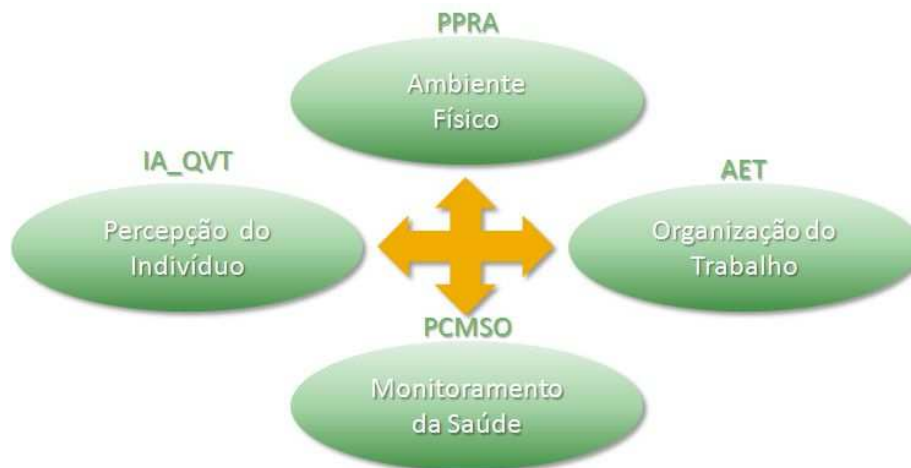 PPRA
Ambiente
Físico
IA_QVT
Percepção do
Indivíduo
AET
Organização do
Trabalho
PCMSO
Monitoramento
da Saúde